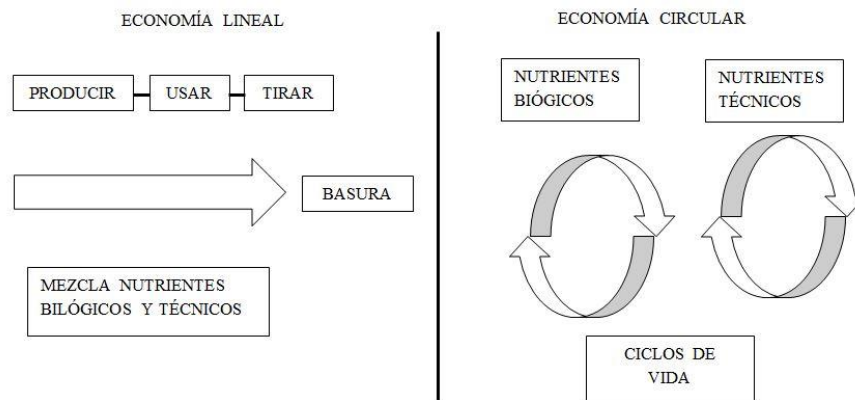 ECONOMÍA LINEAL
PRODUCIR
USAR
TIRAR
BASURA
MEZCLA NUTRIENTES
BILÓGICOS Y TÉCNICOS
ECONOMÍA CIRCULAR
NUTRIENTES
BIÓGICOS
NUTRIENTES
TÉCNICOS
CICLOS DE
VIDA